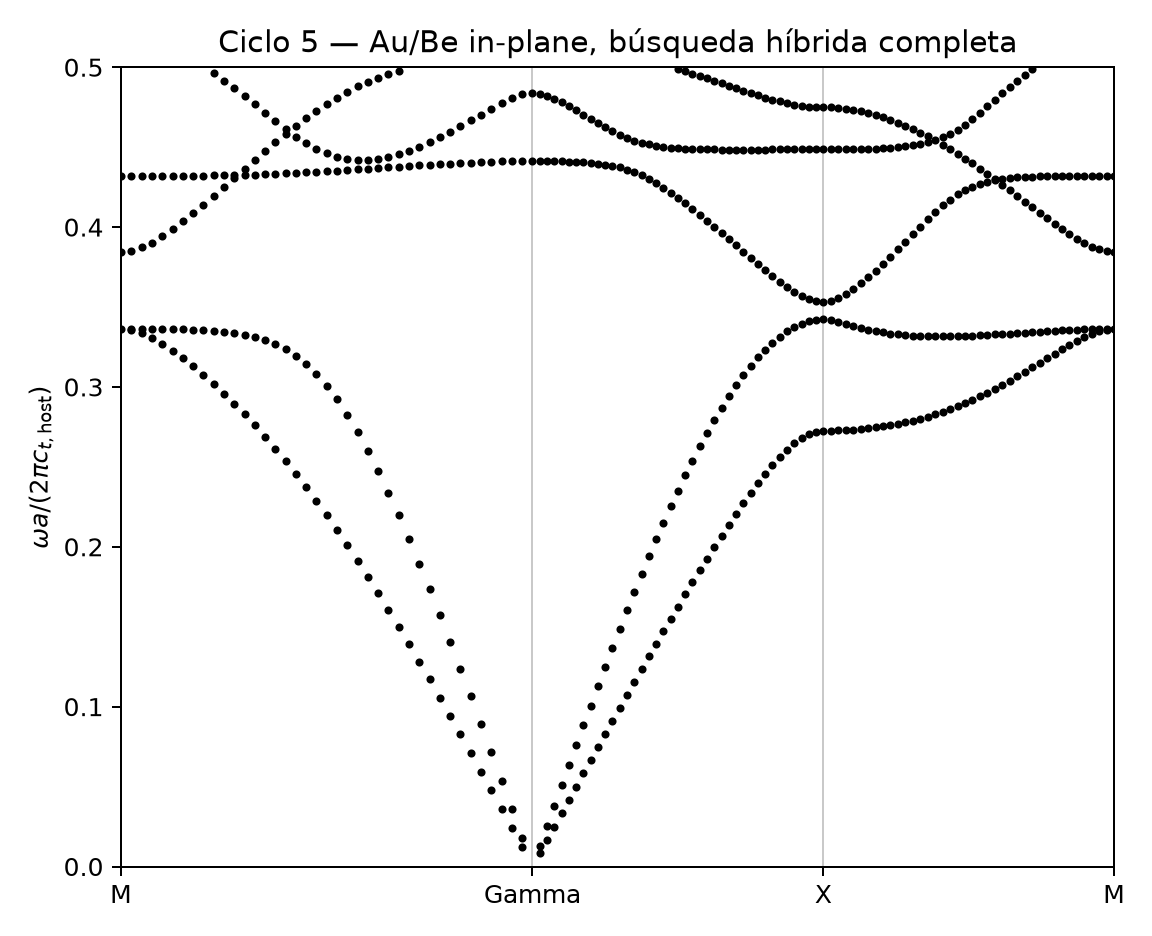 Ciclo 5 — Au/Be in-plane, búsqueda híbrida completa
0.5
0.4
0.3
0.2
0.1
0.0
ωa/(2πc_{t,host})
M Gamma X M